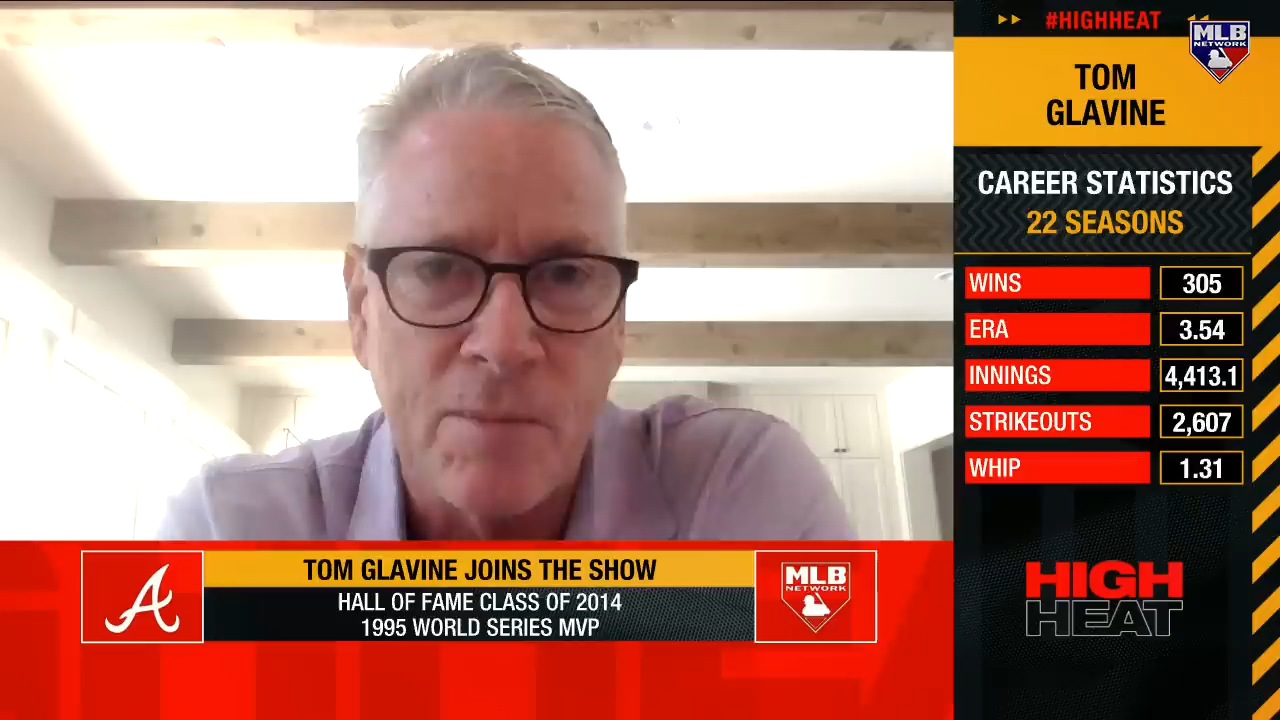 #HIGHHEAT
MLB
NETWORK
TOM
GLAVINE
CAREER STATISTICS
22 SEASONS
WINS 305
ERA 3.54
INNINGS 4,413.1
STRIKEOUTS 2,607
WHIP 1.31
HIGH
HEAT
A
TOM GLAVINE JOINS THE SHOW
HALL OF FAME CLASS OF 2014
1995 WORLD SERIES MVP
MLB
NETWORK